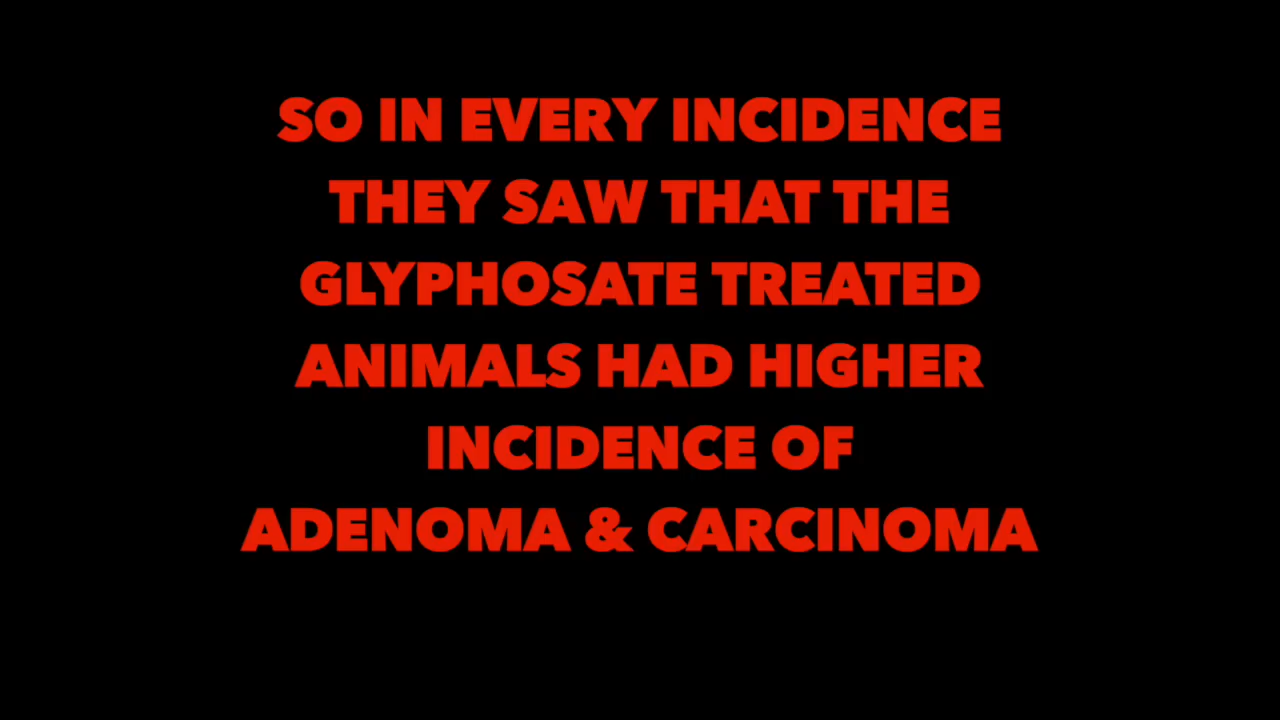 SO IN EVERY INCIDENCE
THEY SAW THAT THE
GLYPHOSATE TREATED
ANIMALS HAD HIGHER
INCIDENCE OF
ADENOMA & CARCINOMA